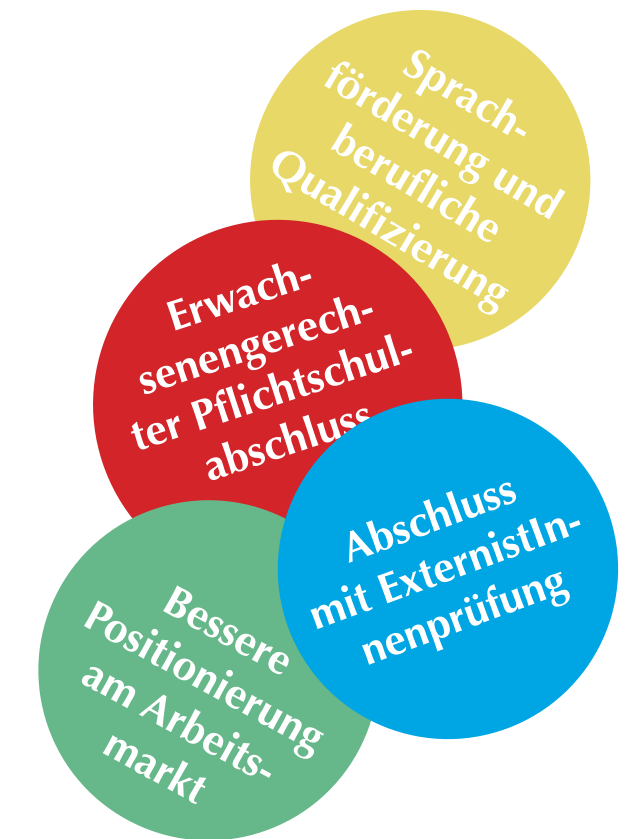 Sprach-
förderung und
berufliche
Qualifizierung
Erwach-
senengerech-
ter Pflichtschul-
abschluss
Abschluss
mit ExternistIn-
nenprüfung
Bessere
Positionierung
am Arbeits-
markt